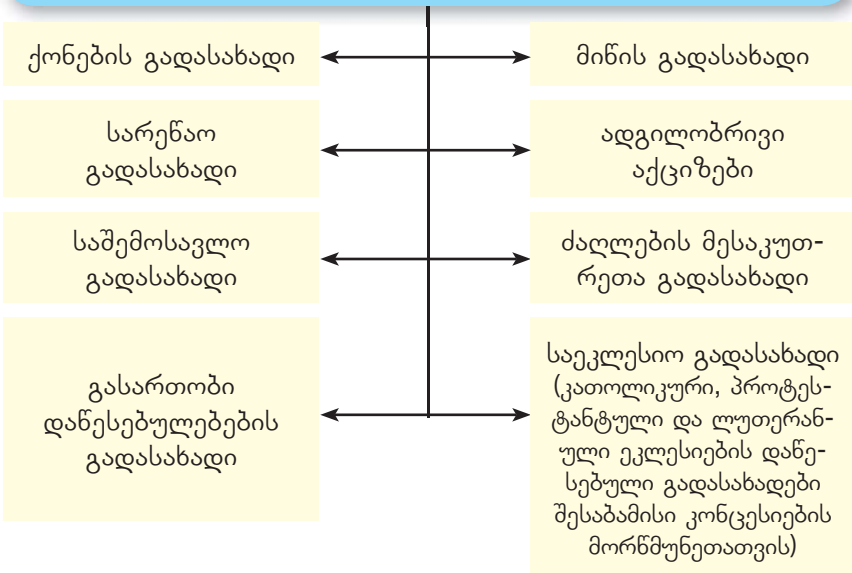 ქონების გადასახადი
მიწის გადასახადი
სარეწაო
გადასახადი
ადგილობრივი
აქციზები
საშემოსავლო
გადასახადი
ძაღლების მესაკუთ-
რეთა გადასახადი
გასართობი
დაწესებულებების
გადასახადი
საეკლესიო გადასახადი
(კათოლიკური, პროტეს-
ტანტული და ლუთერან-
ული ეკლესიების დაწე-
სებული გადასახადები
შესაბამისი კონცესიების
მორწმუნეთათვის)